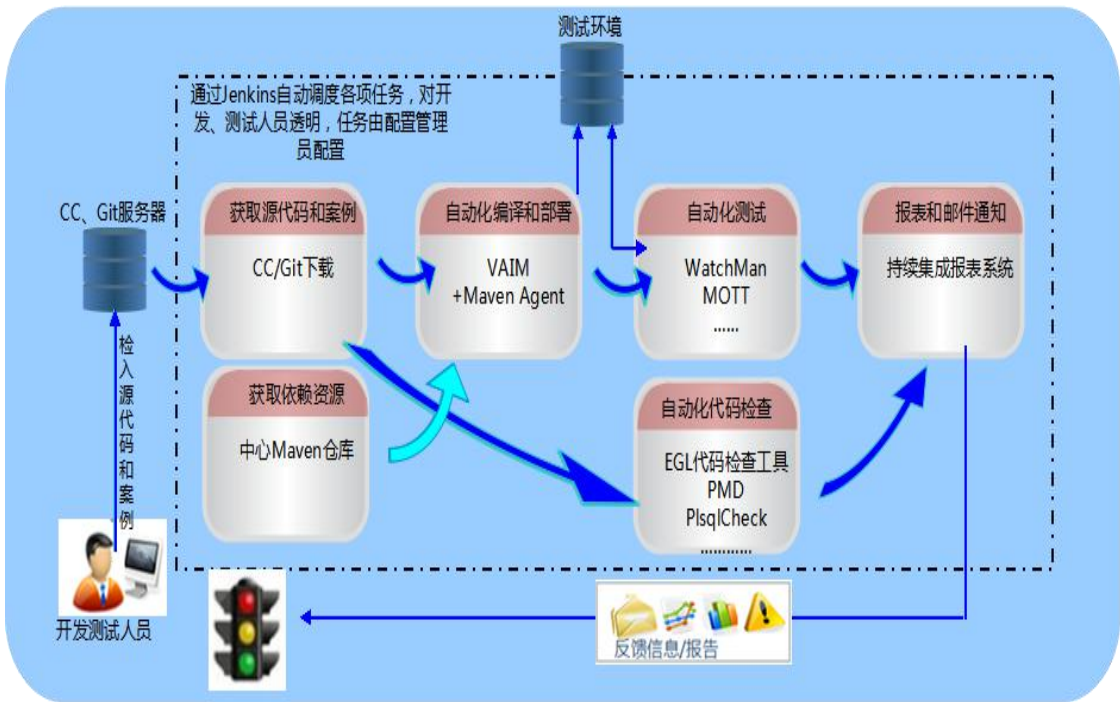 测试环境
通过Jenkins自动调度各项任务，对开
发、测试人员透明，任务由配置管理
员配置
CC、Git服务器
获取源代码和案例
CC/Git下载
自动化编译和部署
VAIM
+Maven Agent
自动化测试
WatchMan
MOTT
......
报表和邮件通知
持续集成报表系统
检入源代码和案例
获取依赖资源
中心Maven仓库
自动化代码检查
EGL代码检查工具
PMD
PlsqlCheck
............
开发测试人员
反馈信息/报告